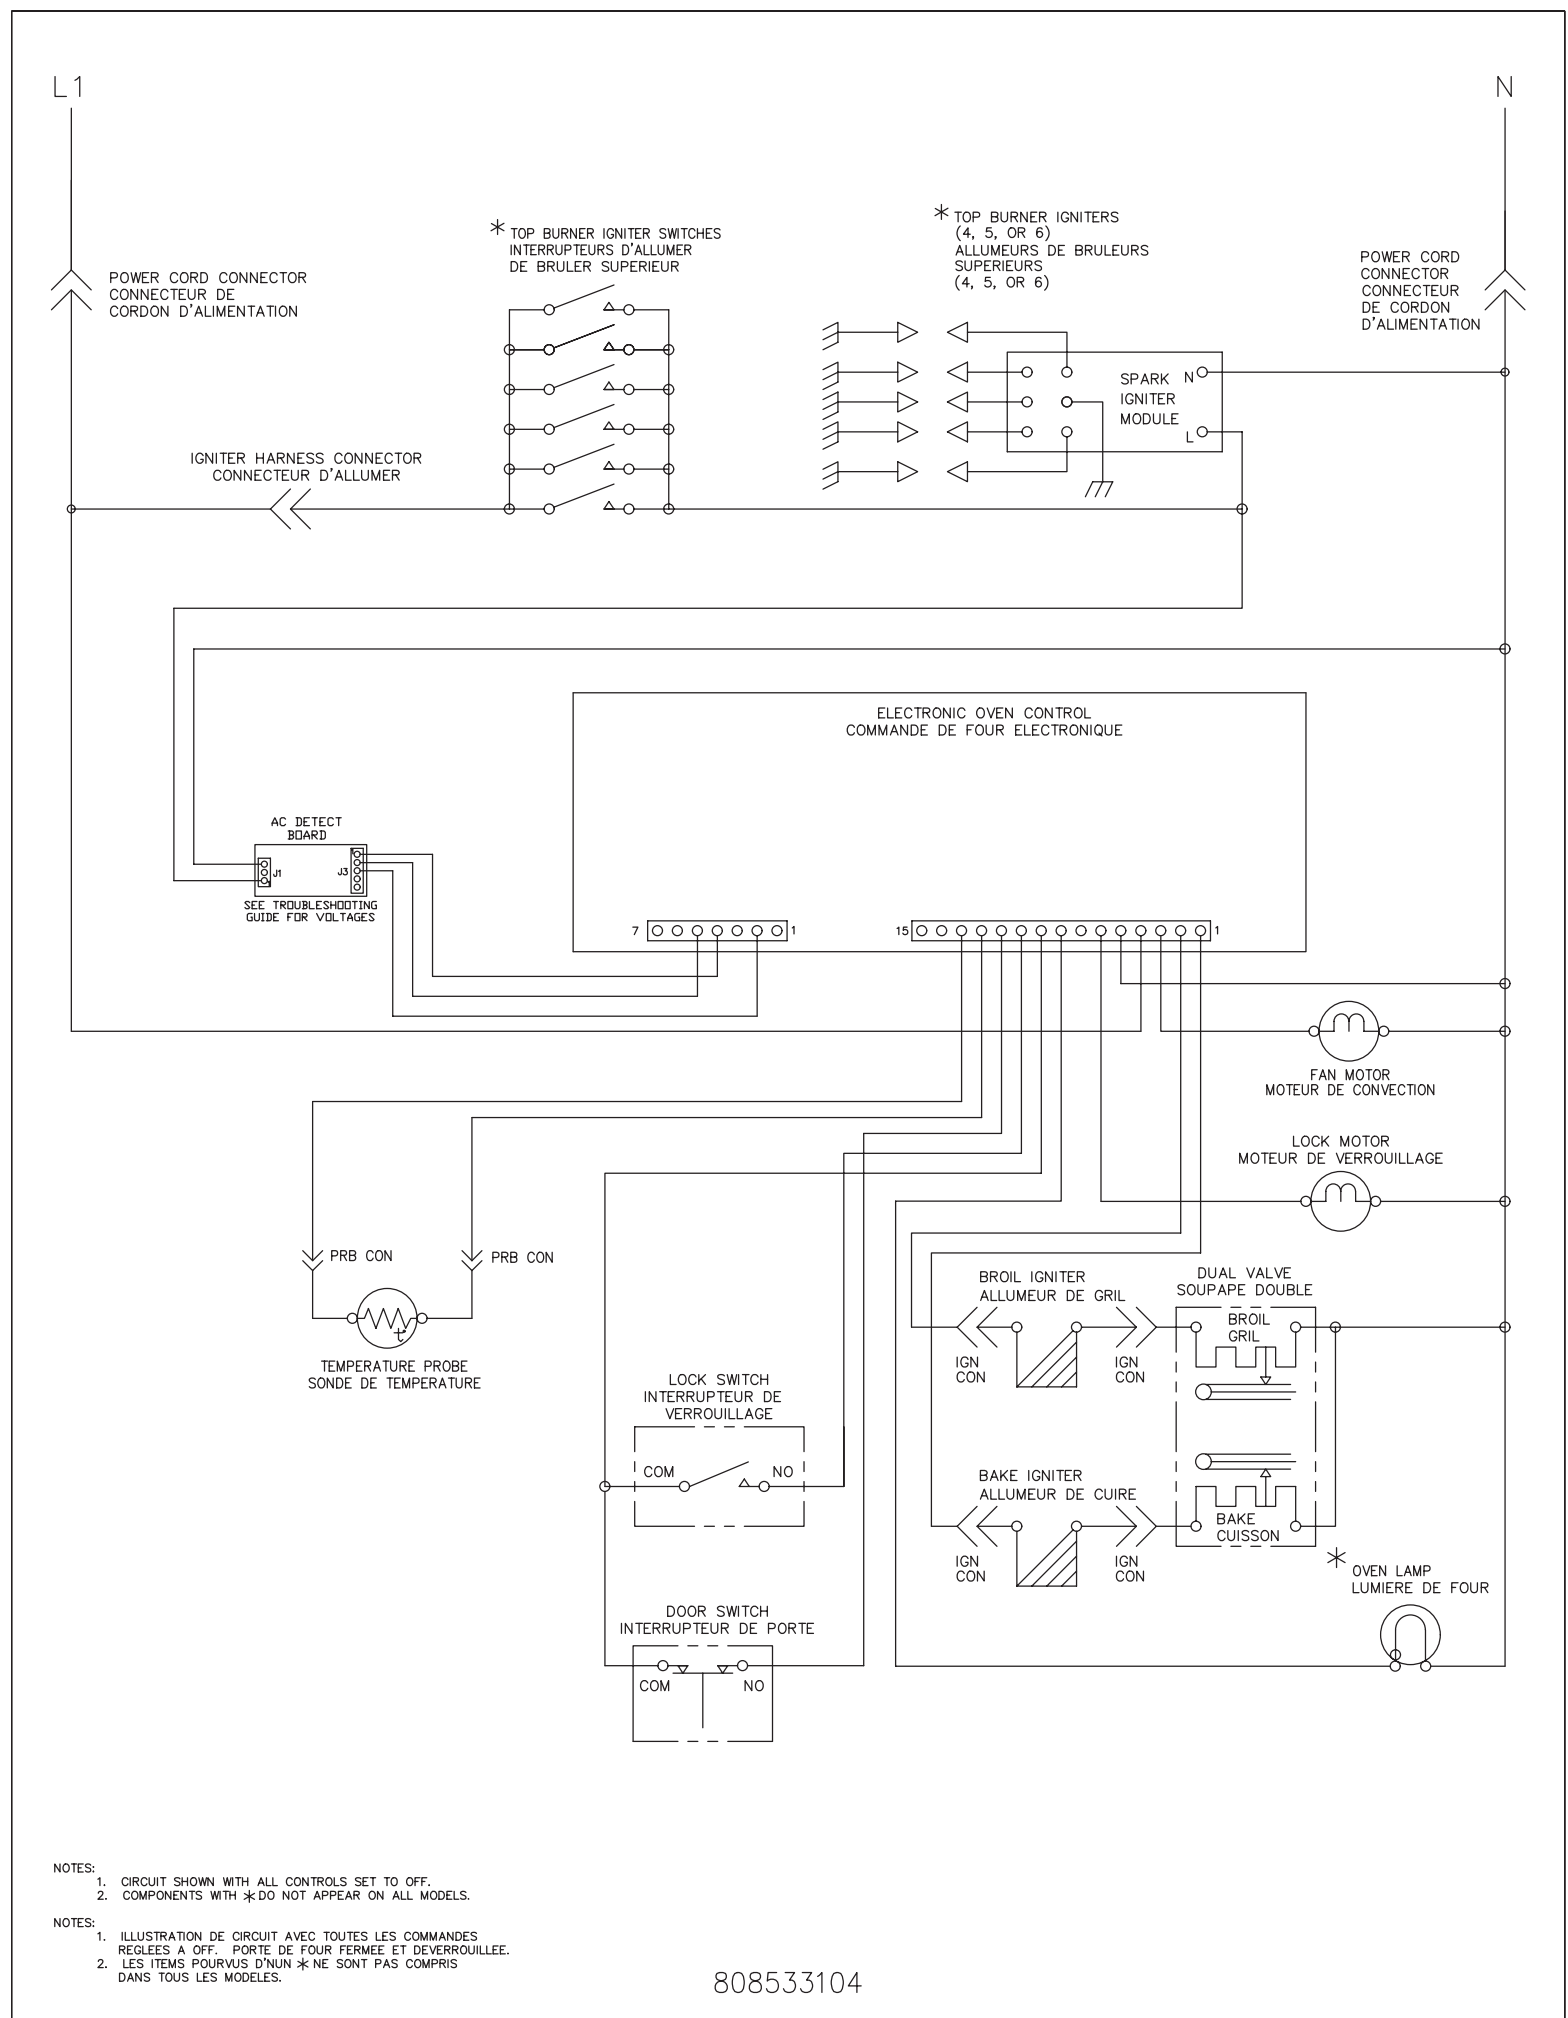 L1
N
POWER CORD CONNECTOR
CONNECTEUR DE
CORDON D'ALIMENTATION
* TOP BURNER IGNITER SWITCHES
INTERRUPTEURS D'ALLUMER
DE BRULER SUPERIEUR
* TOP BURNER IGNITERS
(4, 5, OR 6)
ALLUMEURS DE BRULEURS
SUPERIEURS
(4, 5, OR 6)
POWER CORD
CONNECTOR
CONNECTEUR
DE CORDON
D'ALIMENTATION
SPARK
IGNITER
MODULE
N
L
IGNITER HARNESS CONNECTOR
CONNECTEUR D'ALLUMER
ELECTRONIC OVEN CONTROL
COMMANDE DE FOUR ELECTRONIQUE
AC DETECT
BOARD
J1
J3
SEE TROUBLESHOOTING
GUIDE FOR VOLTAGES
7
1
15
1
FAN MOTOR
MOTEUR DE CONVECTION
LOCK MOTOR
MOTEUR DE VERROUILLAGE
PRB CON
PRB CON
t°
TEMPERATURE PROBE
SONDE DE TEMPERATURE
BROIL IGNITER
ALLUMEUR DE GRIL
IGN
CON
IGN
CON
DUAL VALVE
SOUPAPE DOUBLE
BROIL
GRIL
LOCK SWITCH
INTERRUPTEUR DE
VERROUILLAGE
COM
NO
BAKE IGNITER
ALLUMEUR DE CUIRE
IGN
CON
IGN
CON
BAKE
CUISSON
* OVEN LAMP
LUMIERE DE FOUR
DOOR SWITCH
INTERRUPTEUR DE PORTE
COM
NO
NOTES:
1. CIRCUIT SHOWN WITH ALL CONTROLS SET TO OFF.
2. COMPONENTS WITH * DO NOT APPEAR ON ALL MODELS.
NOTES:
1. ILLUSTRATION DE CIRCUIT AVEC TOUTES LES COMMANDES
REGLEES A OFF. PORTE DE FOUR FERMEE ET DEVERROUILLEE.
2. LES ITEMS POURVUS D'NUN * NE SONT PAS COMPRIS
DANS TOUS LES MODELES.
808533104